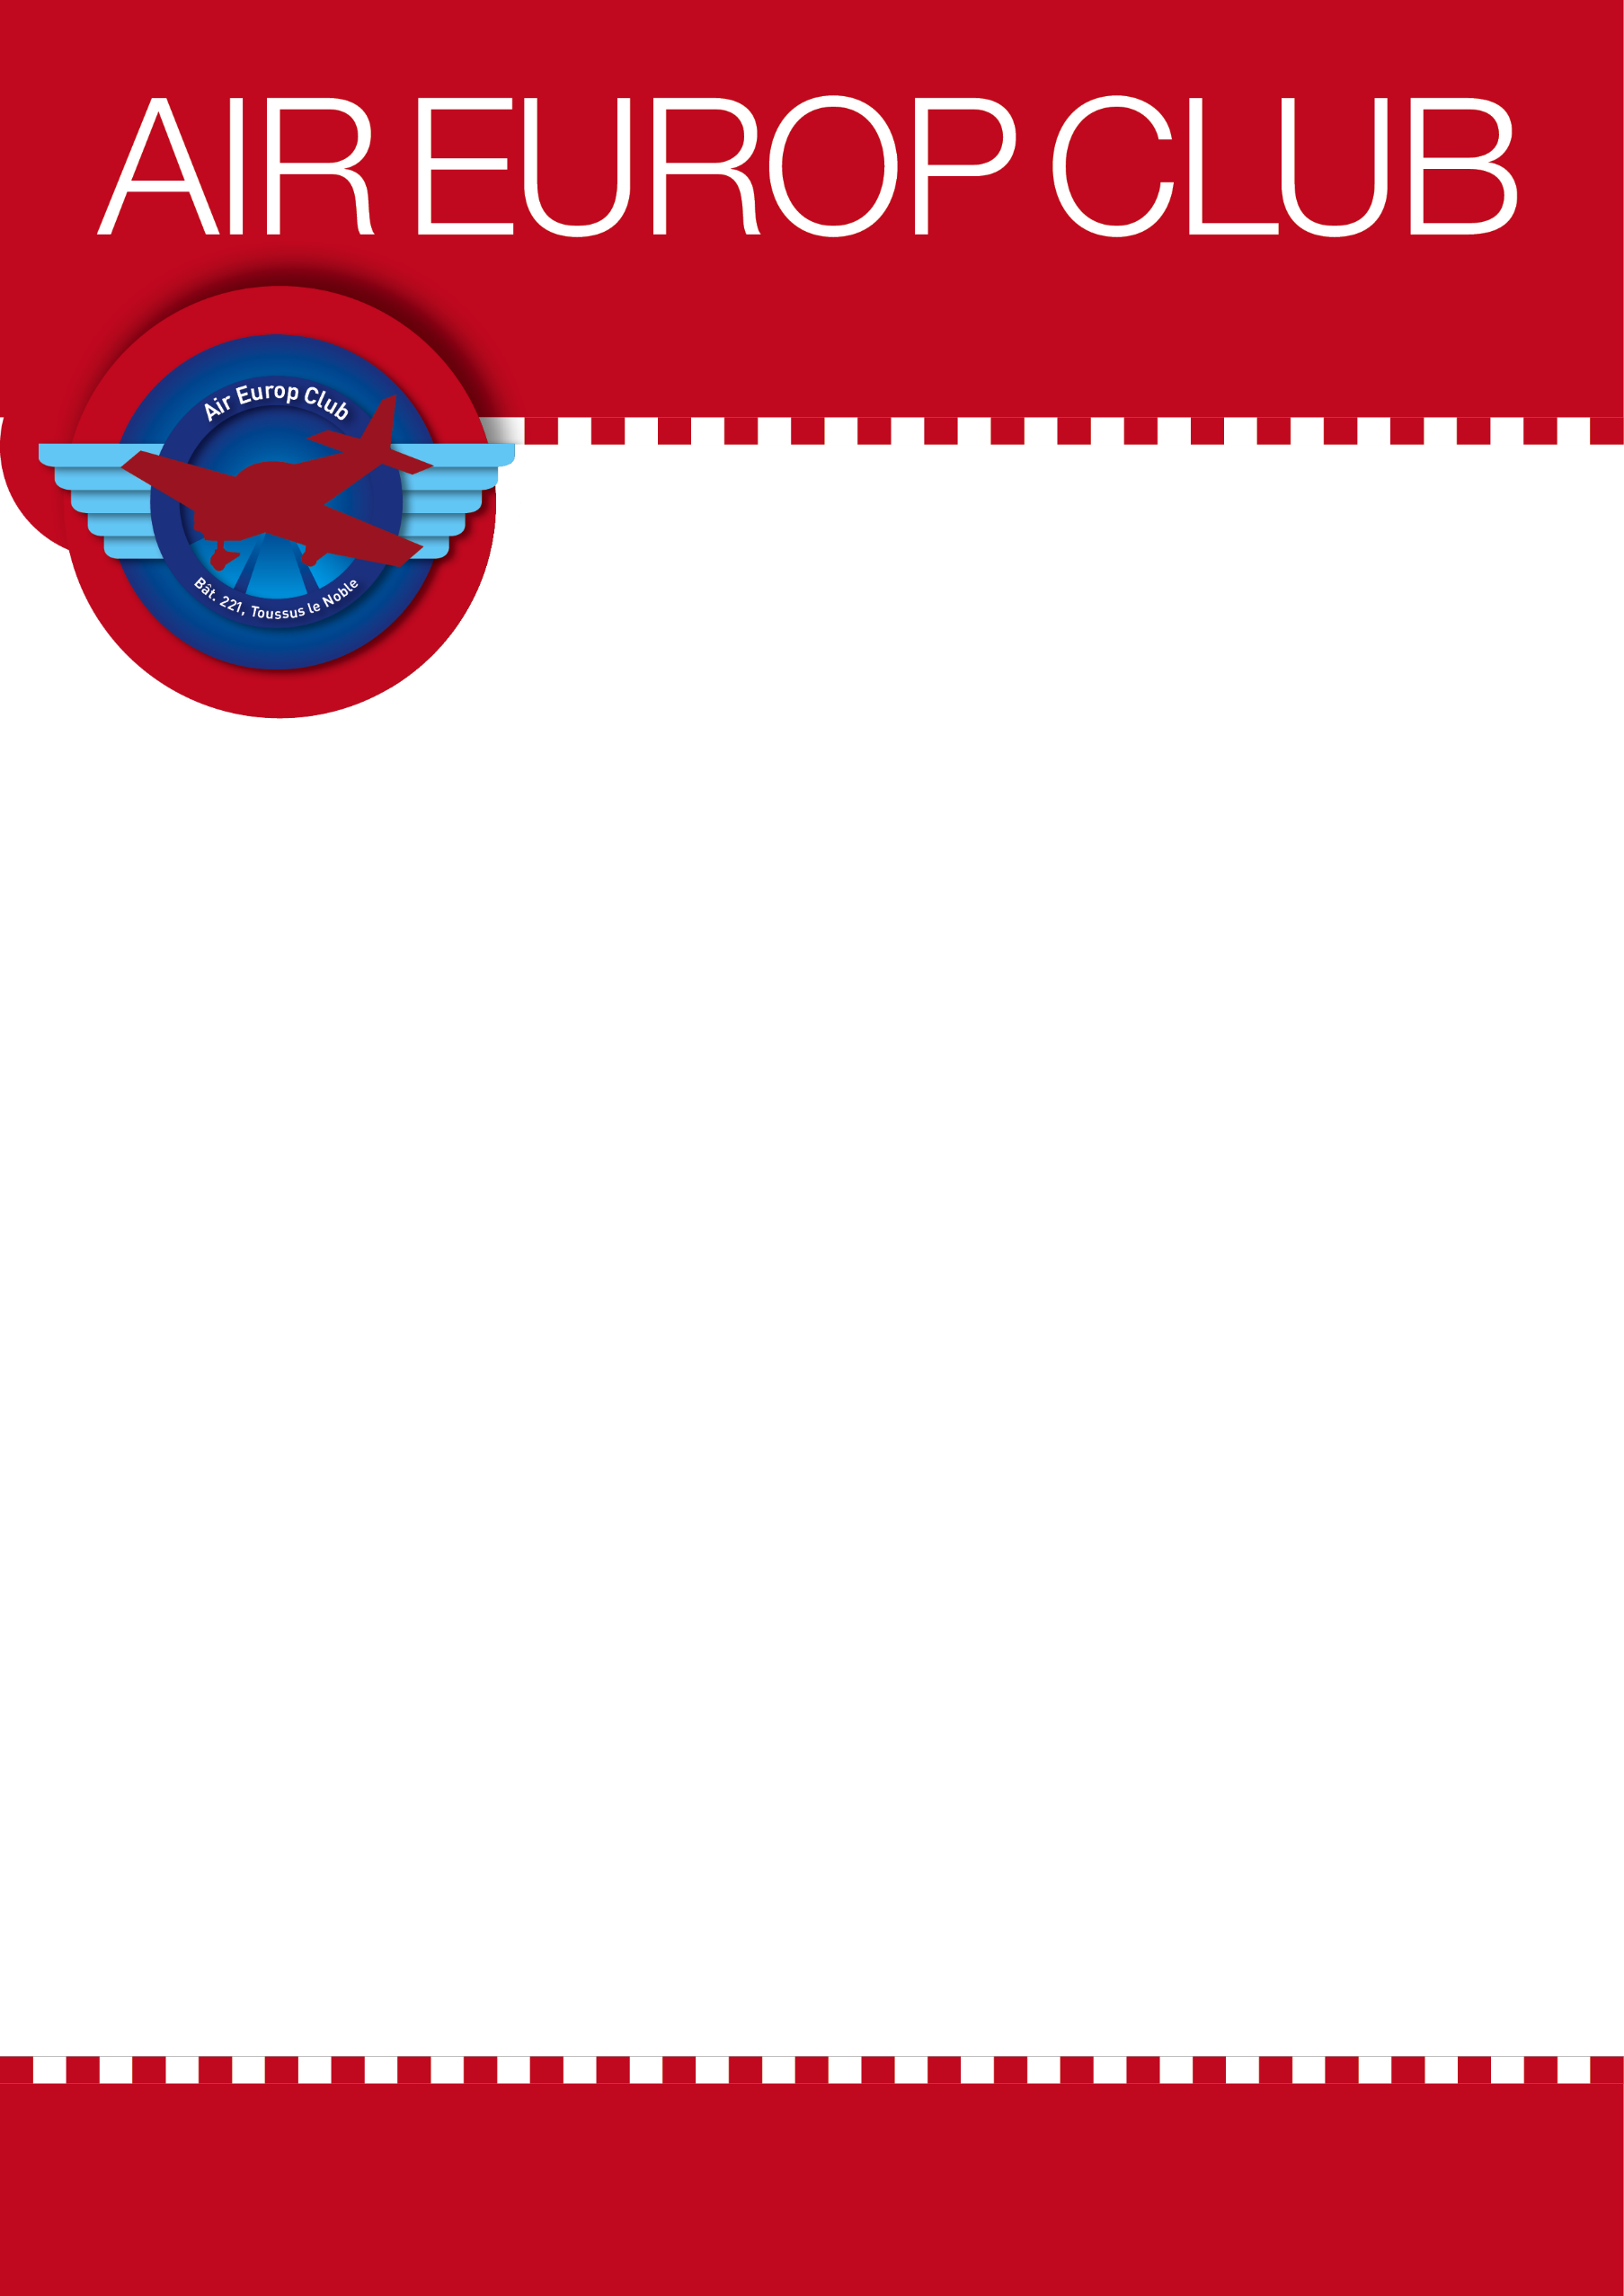 AIR EUROP CLUB
Air Europ Club
Bât. 221, Toussus le Noble